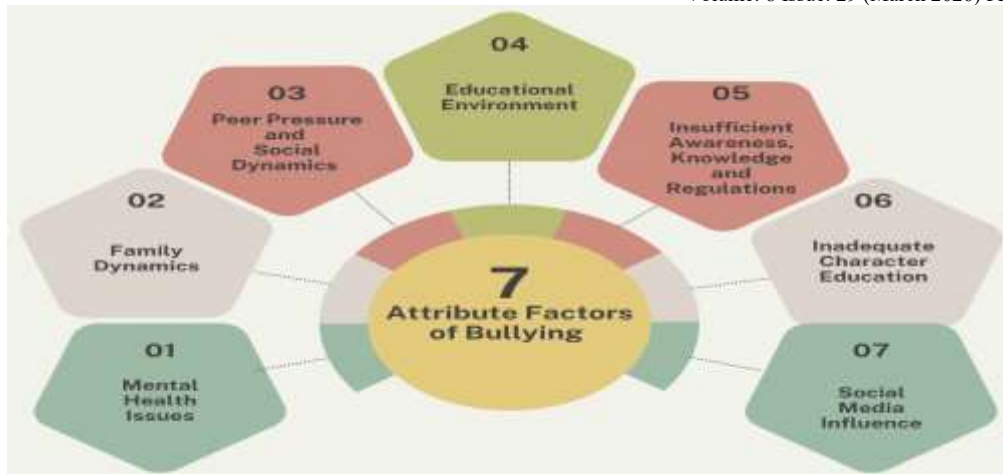 04
Educational
Environment
03
Peer Pressure
and
Social
Dynamics
05
Insufficient
Awareness,
Knowledge
and
Regulations
02
Family
Dynamics
06
Inadequate
Character
Education
7
Attribute Factors
of Bullying
01
Mental
Health
Issues
07
Social
Media
Influence